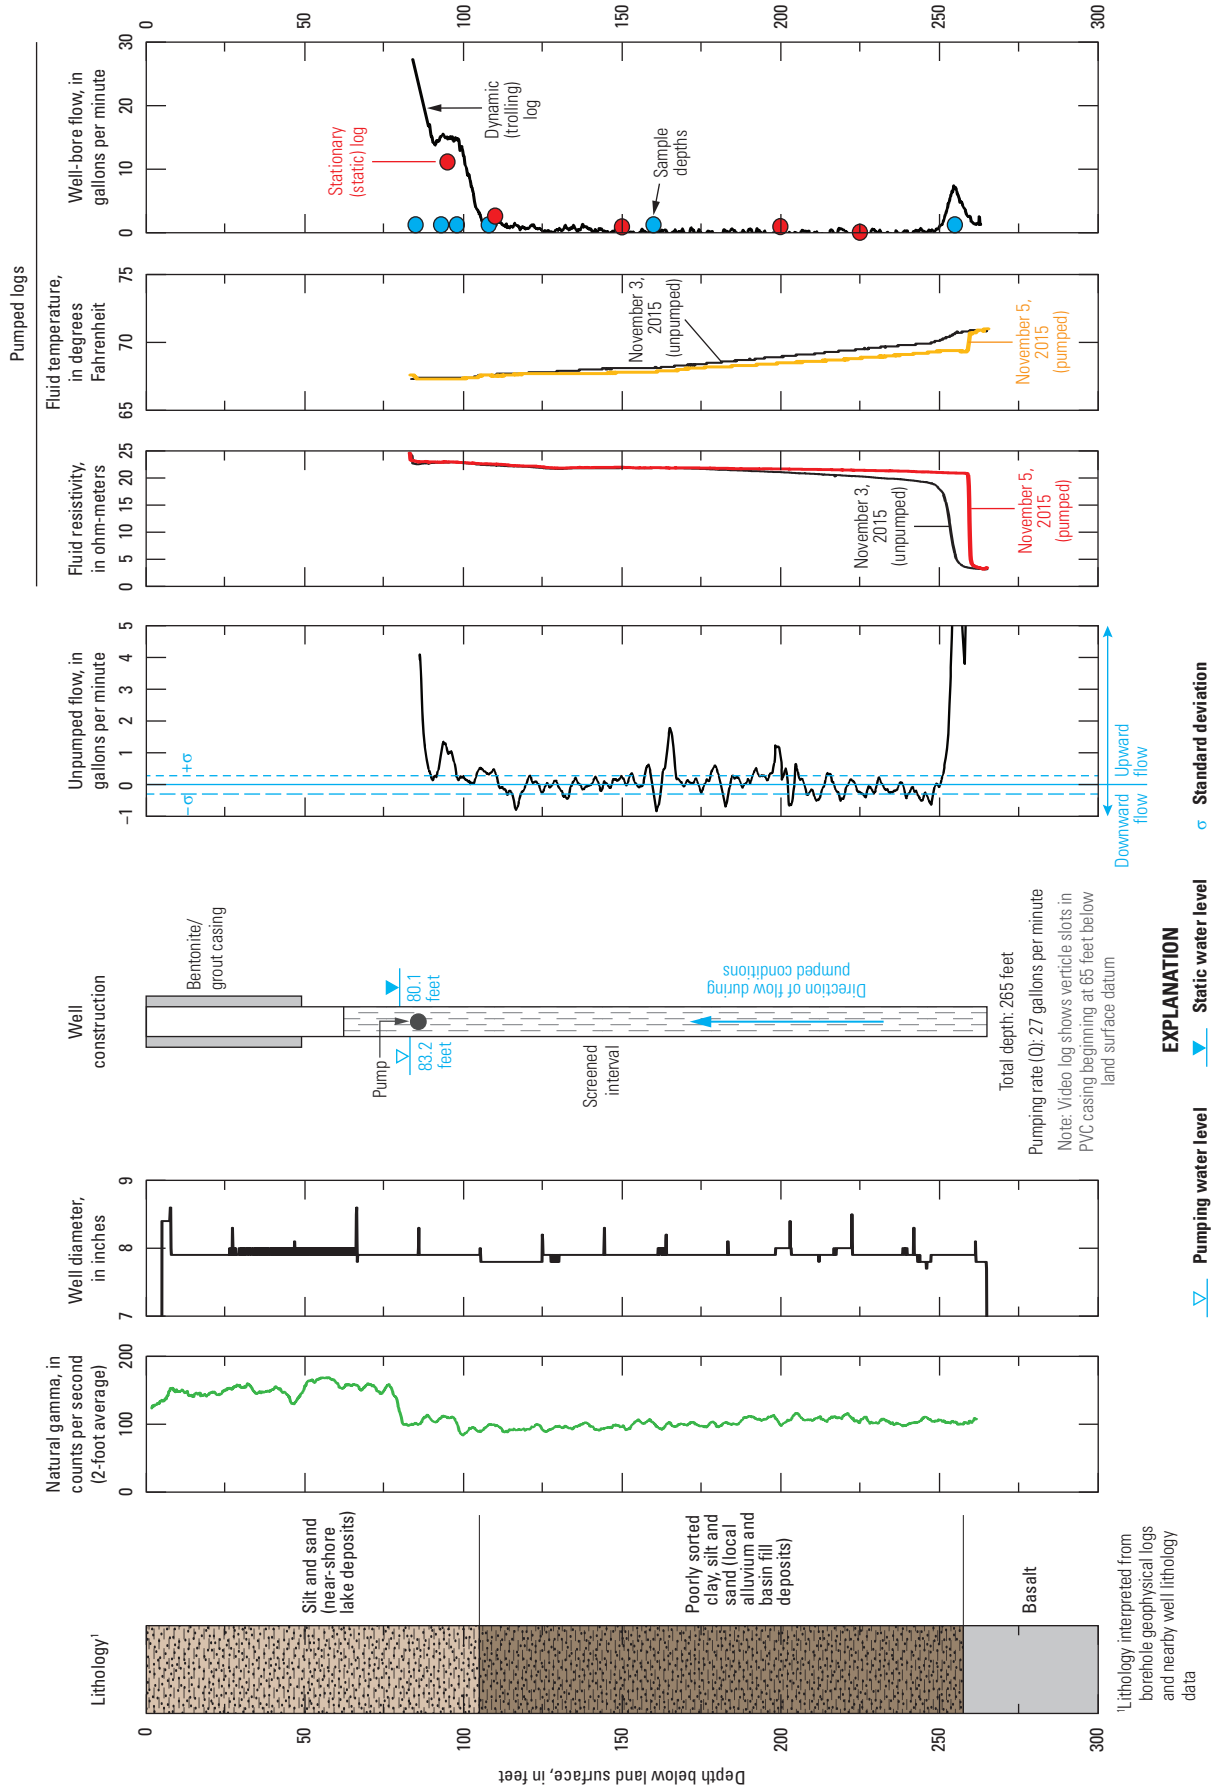 Pumped logs
Lithology¹
Natural gamma, in
counts per second
(2-foot average)
Well diameter,
in inches
Well
construction
Unpumped flow, in
gallons per minute
Fluid resistivity,
in ohm-meters
Fluid temperature,
in degrees
Fahrenheit
Well-bore flow, in
gallons per minute
0 100 200
7 8 9
−1 0 1 2 3 4 5
0 5 10 15 20 25
65 70 75
0 10 20 30
Depth below land surface, in feet
0
50
100
150
200
250
300
0
50
100
150
200
250
300
Silt and sand
(near-shore
lake deposits)
Poorly sorted
clay, silt and
sand (local
alluvium and
basin fill
deposits)
Basalt
Bentonite/
grout casing
Pump
83.2
feet
80.1
feet
Screened
interval
Direction of flow during
pumped conditions
Total depth: 265 feet
Pumping rate (Q): 27 gallons per minute
Note: Video log shows verticle slots in
PVC casing beginning at 65 feet below
land surface datum
−σ
+σ
Downward
flow
Upward
flow
November 3,
2015
(unpumped)
November 5,
2015
(pumped)
November 3,
2015
(unpumped)
November 5,
2015
(pumped)
Stationary
(static) log
Dynamic
(trolling)
log
Sample
depths
¹Lithology interpreted from
borehole geophysical logs
and nearby well lithology
data
EXPLANATION
Pumping water level
Static water level
σ Standard deviation